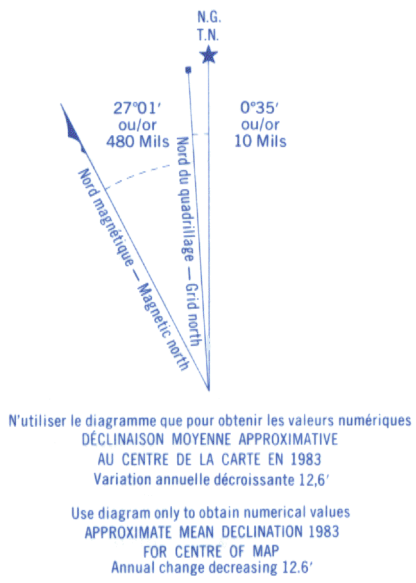 N.G.
T.N.
27°01'
ou/or
480 Mils
0°35'
ou/or
10 Mils
Nord magnétique — Magnetic north
Nord du quadrillage — Grid north
N'utiliser le diagramme que pour obtenir les valeurs numériques
DÉCLINAISON MOYENNE APPROXIMATIVE
AU CENTRE DE LA CARTE EN 1983
Variation annuelle décroissante 12,6'
Use diagram only to obtain numerical values
APPROXIMATE MEAN DECLINATION 1983
FOR CENTRE OF MAP
Annual change decreasing 12.6'